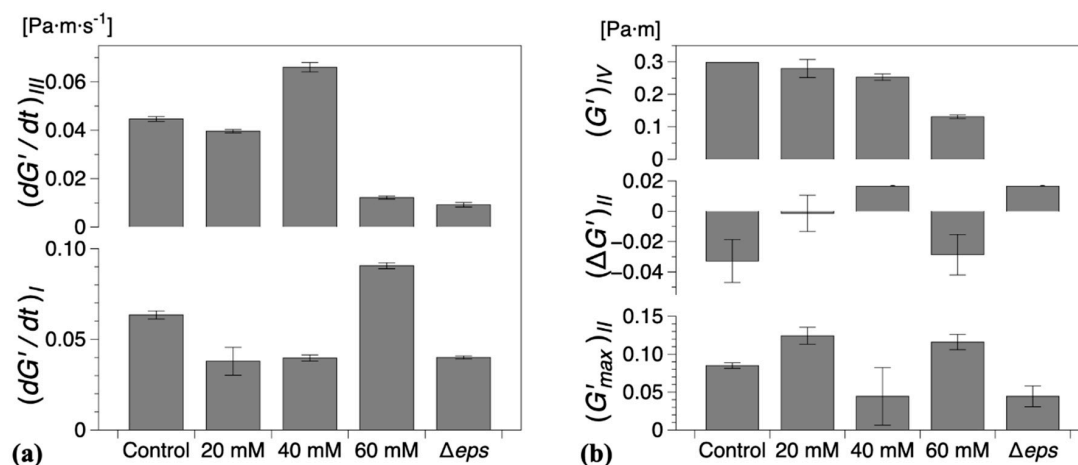 [Pa·m·s⁻¹]
(dG' / dt)III
0.06
0.04
0.02
0
(dG' / dt)I
0.10
0.05
0
Control 20 mM 40 mM 60 mM Δeps
(a)
[Pa·m]
(G')IV
0.3
0.2
0.1
0
(ΔG')II
0.02
0
−0.02
−0.04
(G'max)II
0.15
0.10
0.05
0
Control 20 mM 40 mM 60 mM Δeps
(b)